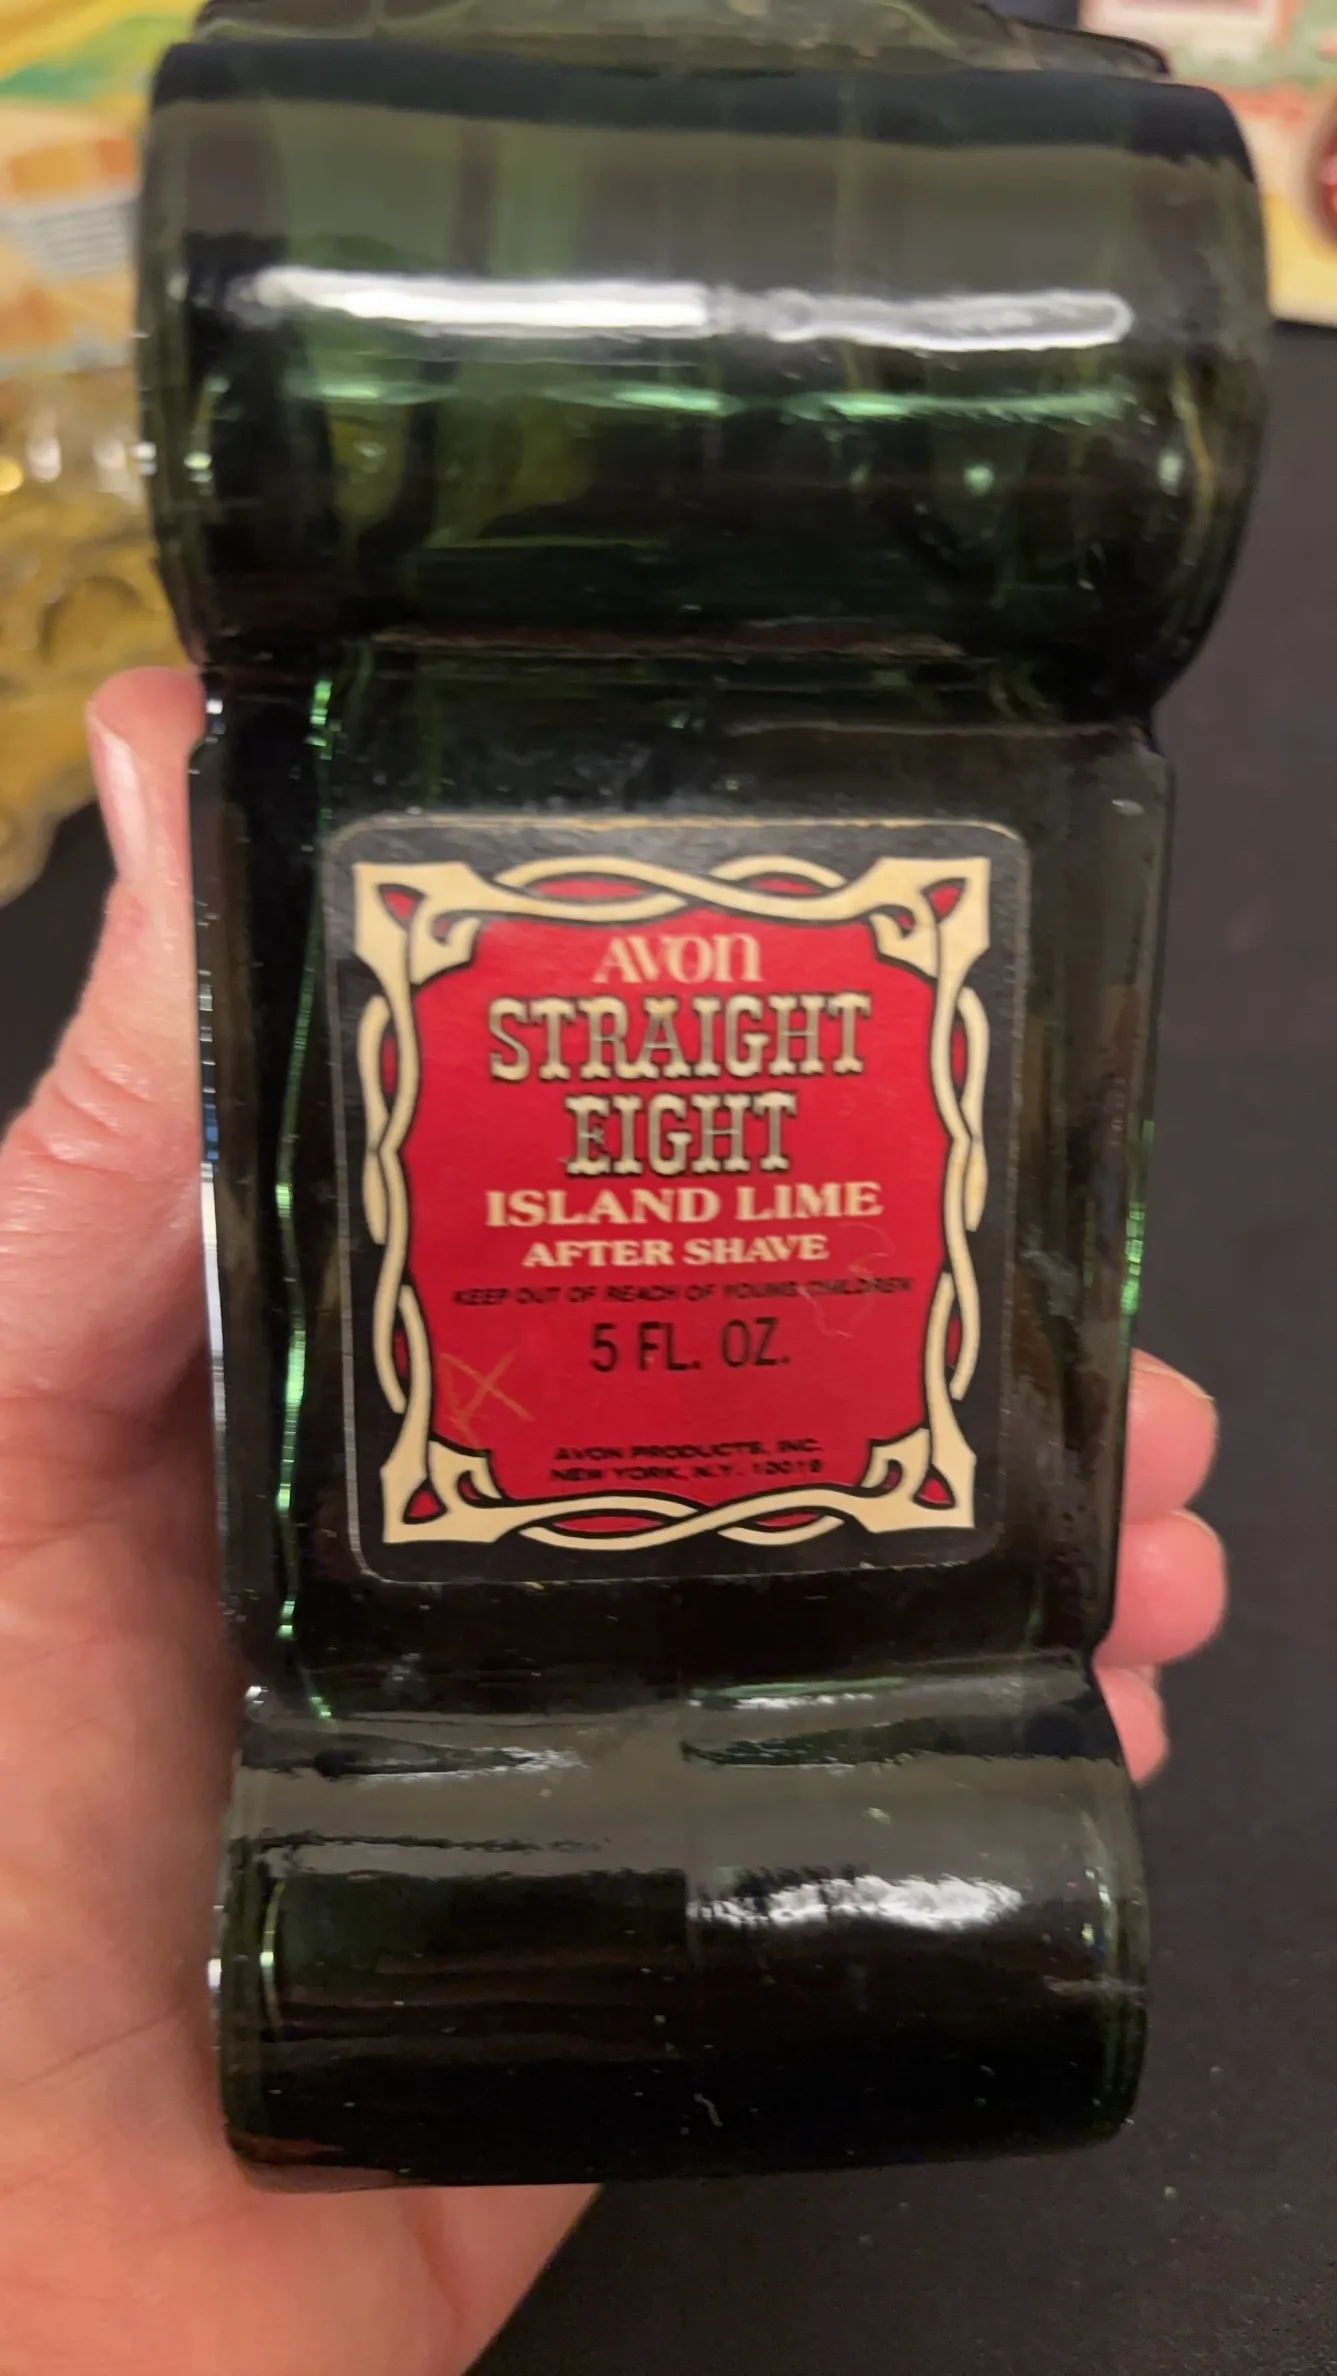 AVON
STRAIGHT
EIGHT
ISLAND LIME
AFTER SHAVE
KEEP OUT OF REACH OF YOUNG CHILDREN
5 FL. OZ.
AVON PRODUCTS, INC.
NEW YORK, N.Y. 10019